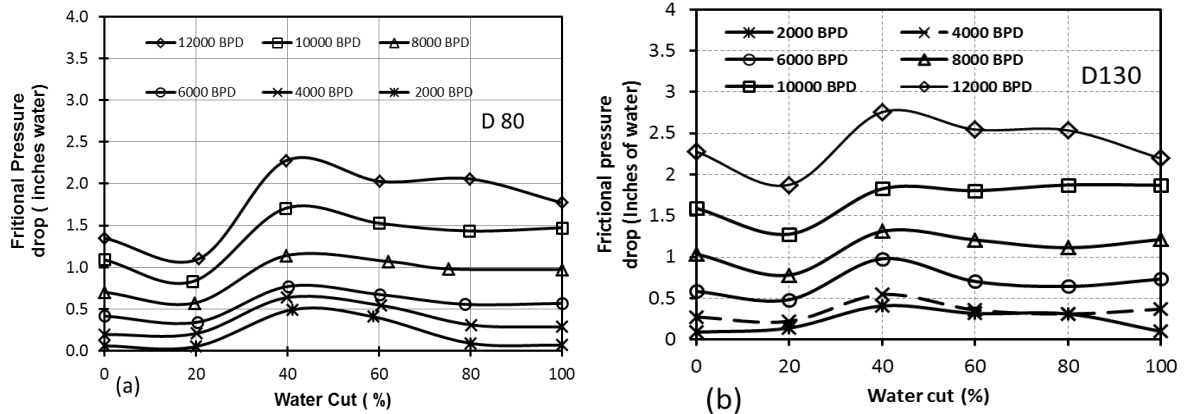 4.0
3.5
3.0
2.5
2.0
1.5
1.0
0.5
0.0
Fritional Pressure
drop ( inches water)
12000 BPD 10000 BPD 8000 BPD
6000 BPD 4000 BPD 2000 BPD
D 80
0 20 40 60 80 100
(a)
Water Cut ( %)
4
3.5
3
2.5
2
1.5
1
0.5
0
Frictional pressure
drop (Inches of water)
2000 BPD 4000 BPD
6000 BPD 8000 BPD
10000 BPD 12000 BPD
D130
0 20 40 60 80 100
(b)
Water cut (%)